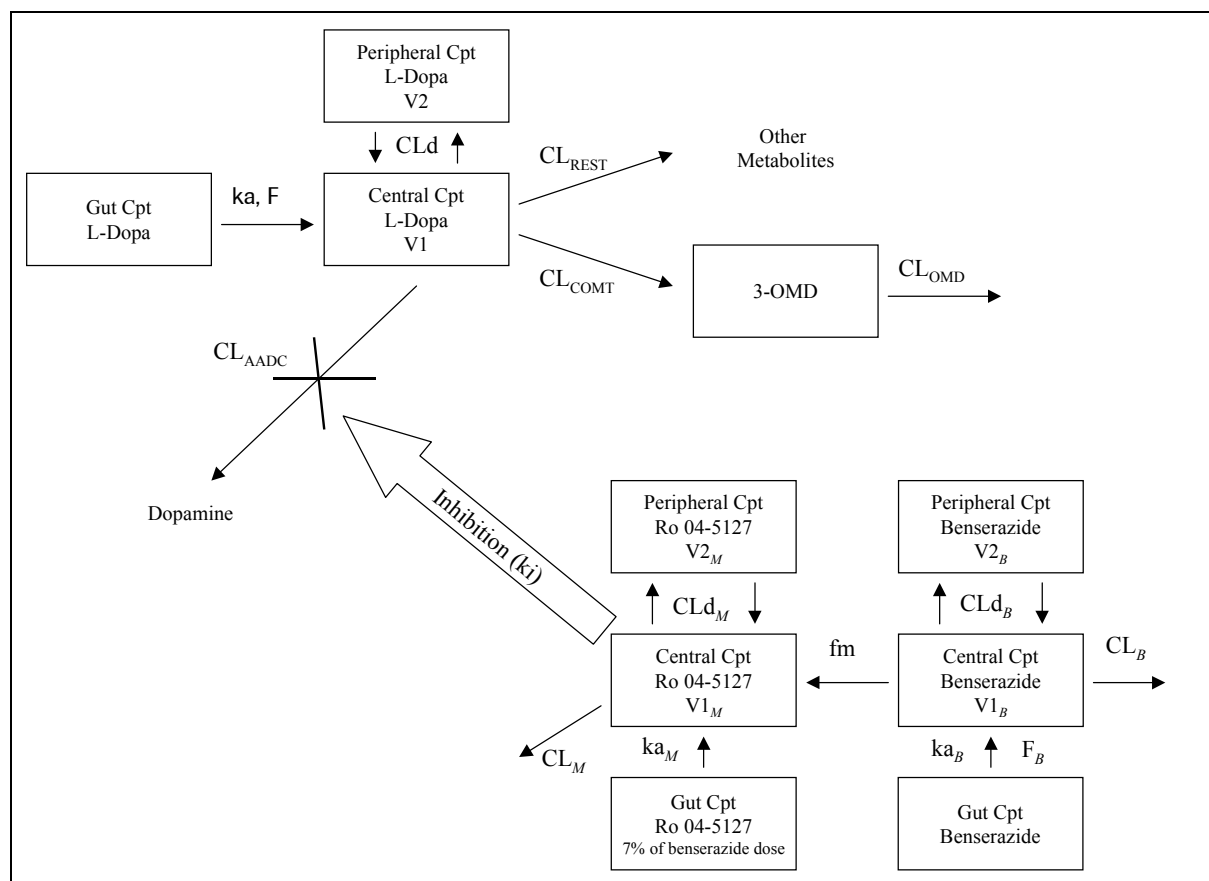 Peripheral Cpt
L-Dopa
V2
CLd
Gut Cpt
L-Dopa
ka, F
Central Cpt
L-Dopa
V1
CL_REST
Other
Metabolites
CL_COMT
3-OMD
CL_OMD
CL_AADC
Dopamine
Inhibition (ki)
Peripheral Cpt
Ro 04-5127
V2_M
Peripheral Cpt
Benserazide
V2_B
CLd_M
CLd_B
Central Cpt
Ro 04-5127
V1_M
fm
Central Cpt
Benserazide
V1_B
CL_B
CL_M
ka_M
ka_B
F_B
Gut Cpt
Ro 04-5127
7% of benserazide dose
Gut Cpt
Benserazide